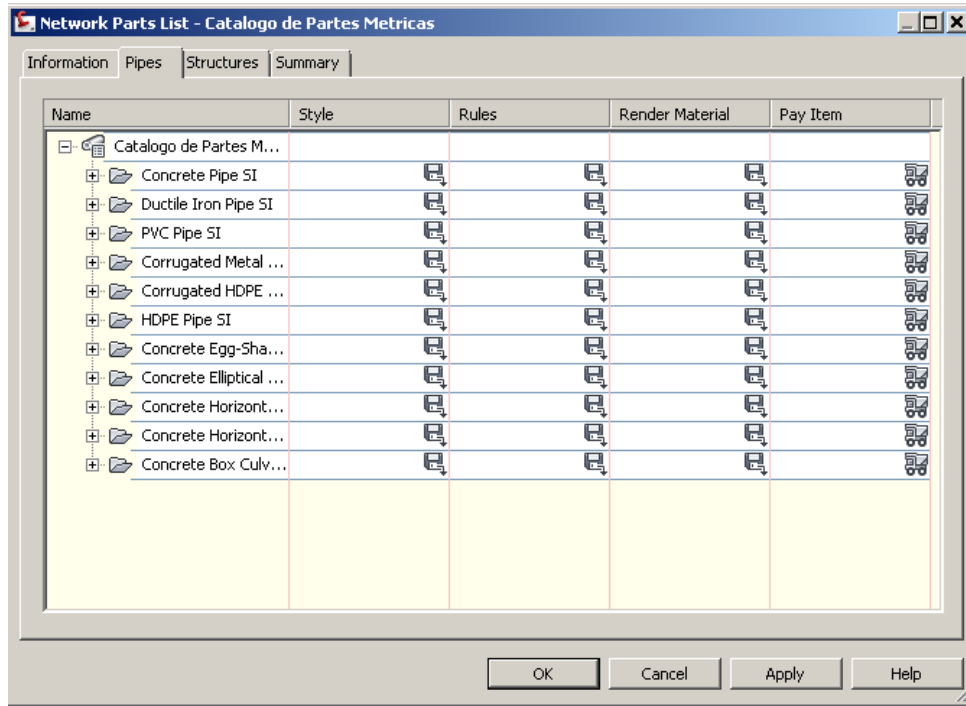 Network Parts List - Catalogo de Partes Metricas
Information Pipes Structures Summary
Name Style Rules Render Material Pay Item
Catalogo de Partes M...
Concrete Pipe SI
Ductile Iron Pipe SI
PVC Pipe SI
Corrugated Metal ...
Corrugated HDPE ...
HDPE Pipe SI
Concrete Egg-Sha...
Concrete Elliptical ...
Concrete Horizont...
Concrete Horizont...
Concrete Box Culv...
OK Cancel Apply Help